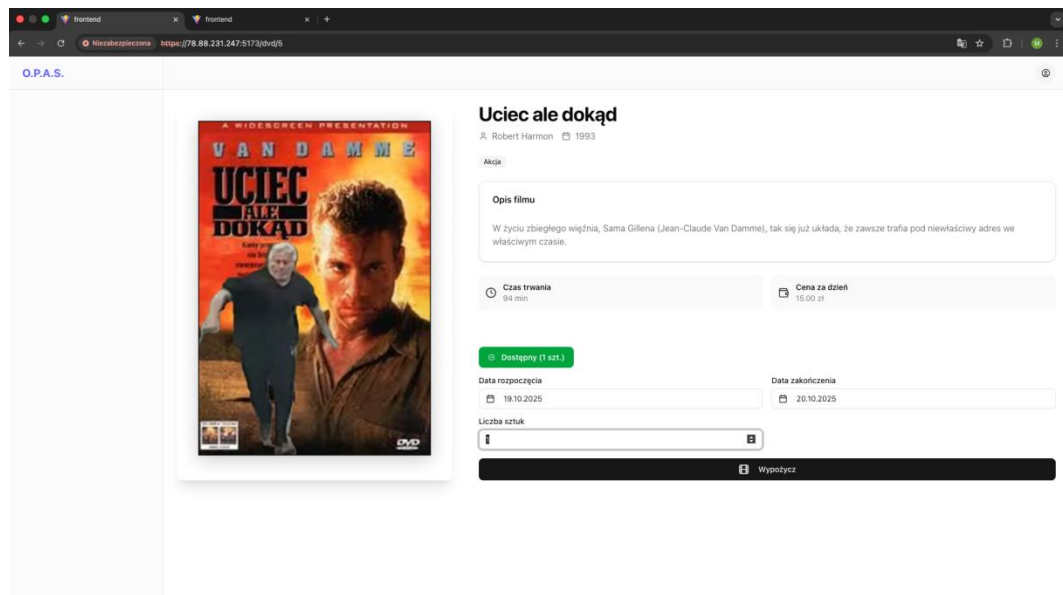 frontend
frontend
Niezabezpieczona https://78.88.231.247:5173/dvd/5
M
O.P.A.S.
A WIDESCREEN PRESENTATION
VAN DAMME
UCIEC
ALE
DOKĄD
DVD
Uciec ale dokąd
Robert Harmon 1993
Akcja
Opis filmu
W życiu zbiegłego więźnia, Sama Gillena (Jean-Claude Van Damme), tak się już układa, że zawsze trafia pod niewłaściwy adres we
właściwym czasie.
Czas trwania
94 min
Cena za dzień
15.00 zł
Dostępny (1 szt.)
Data rozpoczęcia
19.10.2025
Data zakończenia
20.10.2025
Liczba sztuk
1
Wypożycz